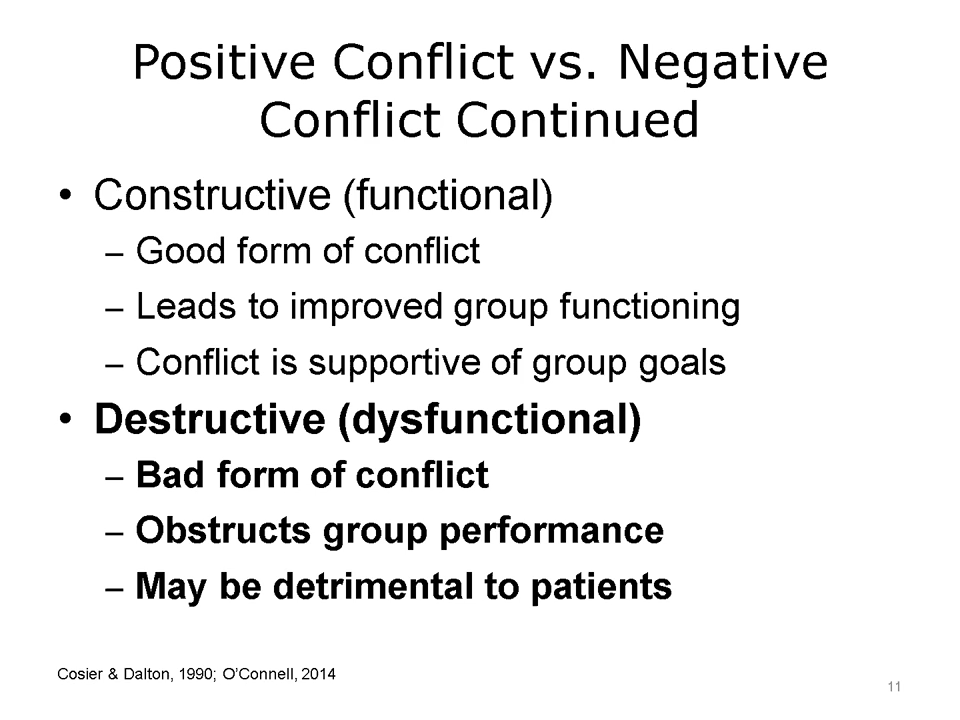 Positive Conflict vs. Negative
Conflict Continued
• Constructive (functional)
– Good form of conflict
– Leads to improved group functioning
– Conflict is supportive of group goals
• Destructive (dysfunctional)
– Bad form of conflict
– Obstructs group performance
– May be detrimental to patients
Cosier & Dalton, 1990; O’Connell, 2014
11